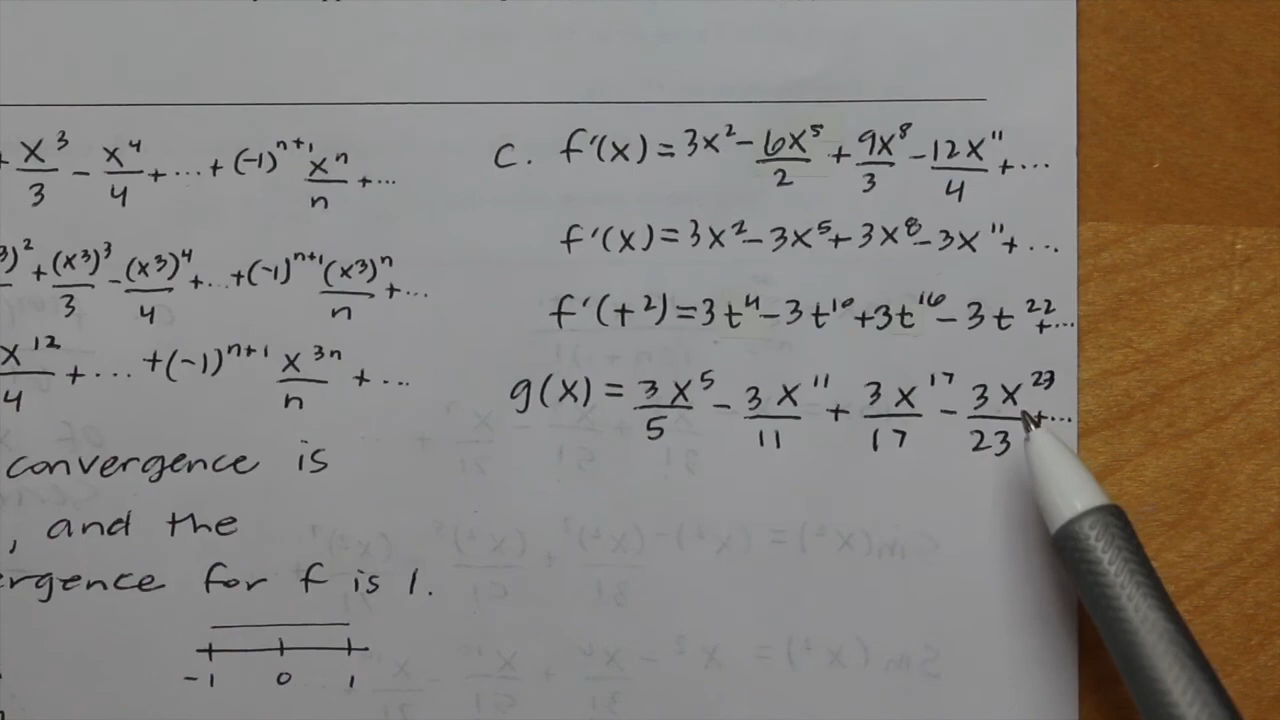 + x³/3 - x⁴/4 + ... + (-1)ⁿ⁺¹ xⁿ/n + ...
³)² + (x³)³/3 - (x³)⁴/4 + ... + (-1)ⁿ⁺¹ (x³)ⁿ/n + ...
x¹²/4 + ... + (-1)ⁿ⁺¹ x³ⁿ/n + ...
convergence is
, and the
ergence for f is 1.
-1 0 1
c. f'(x) = 3x² - 6x⁵/2 + 9x⁸/3 - 12x¹¹/4 + ...
f'(x) = 3x² - 3x⁵ + 3x⁸ - 3x¹¹ + ...
f'(t²) = 3t⁴ - 3t¹⁰ + 3t¹⁶ - 3t²² + ...
g(x) = 3x⁵/5 - 3x¹¹/11 + 3x¹⁷/17 - 3x²³/23 + ...